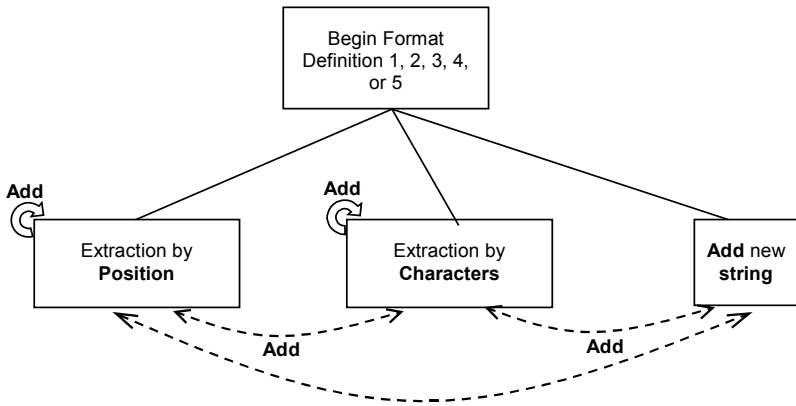 Begin Format
Definition 1, 2, 3, 4,
or 5
Add
Add
Extraction by
Position
Extraction by
Characters
Add new
string
Add
Add